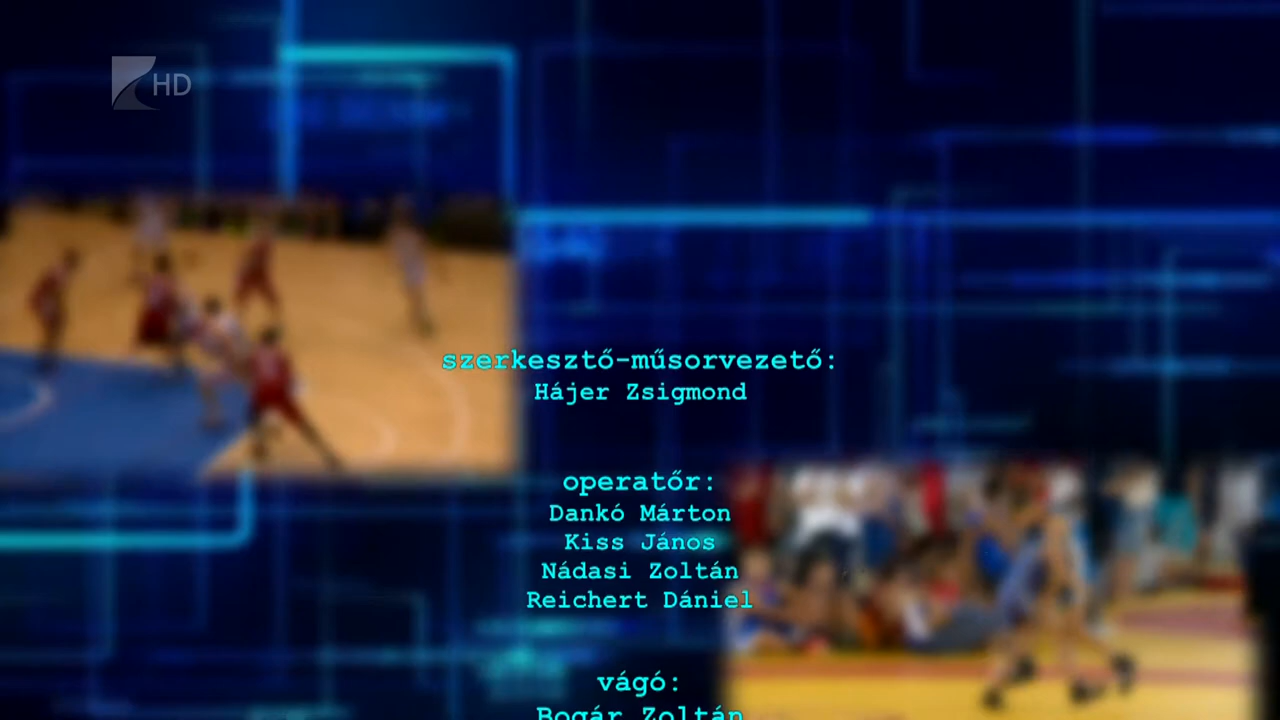 HD
szerkesztő-műsorvezető:
Hájer Zsigmond
operatőr:
Dankó Márton
Kiss János
Nádasi Zoltán
Reichert Dániel
vágó:
Bogár Zoltán